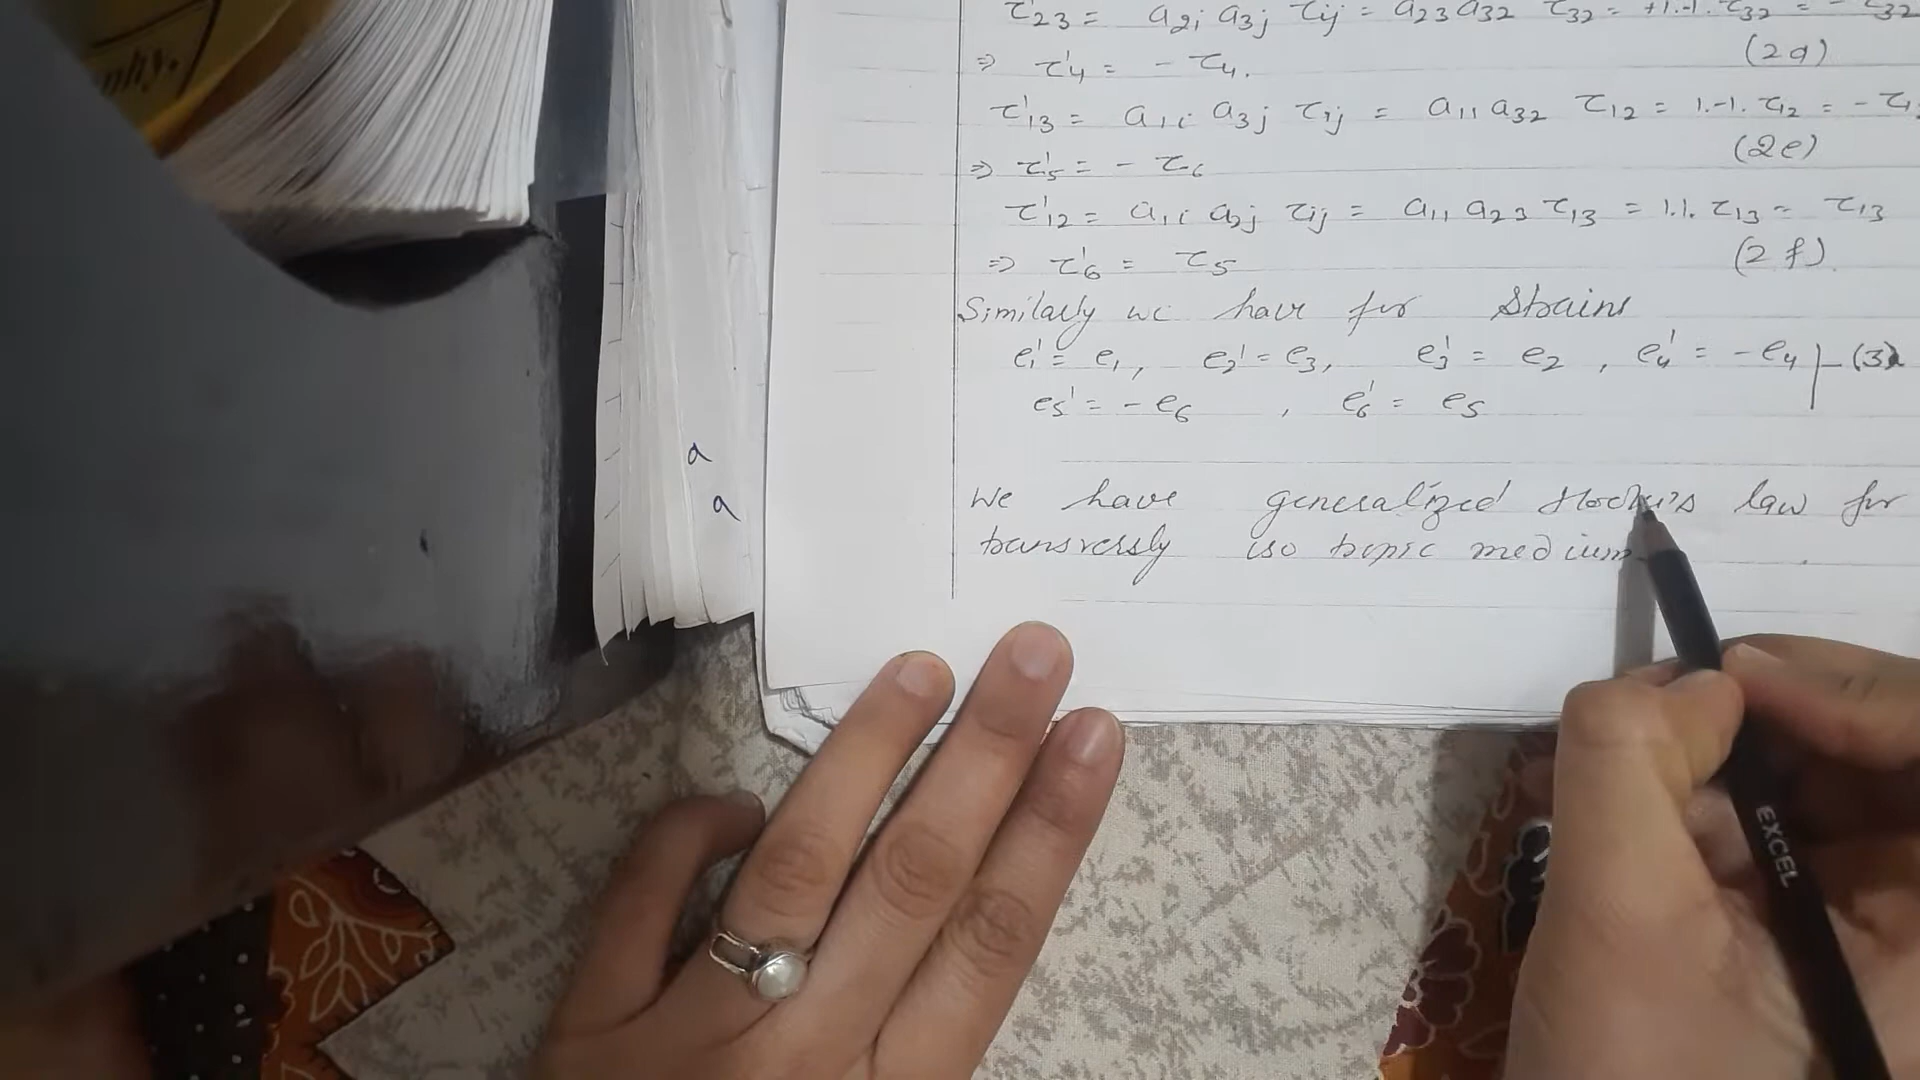 τ'23 = a2i a3j τij = a23 a32 τ32 = +1.-1. τ32 = - τ32
(2d)
⇒ τ'4 = - τ4.
τ'13 = a1i a3j τij = a11 a32 τ12 = 1.-1. τ12 = - τ12
(2e)
⇒ τ'5 = - τ6
τ'12 = a1i a2j τij = a11 a23 τ13 = 1.1. τ13 = τ13
⇒ τ'6 = τ5 (2f).
Similarly we have for Strains
e1' = e1, e2' = e3, e3' = e2, e4' = -e4 |-(3)
e5' = -e6, e6' = e5
We have generalized Hooke's law for
transversly isotropic medium.
a
a
EXCEL